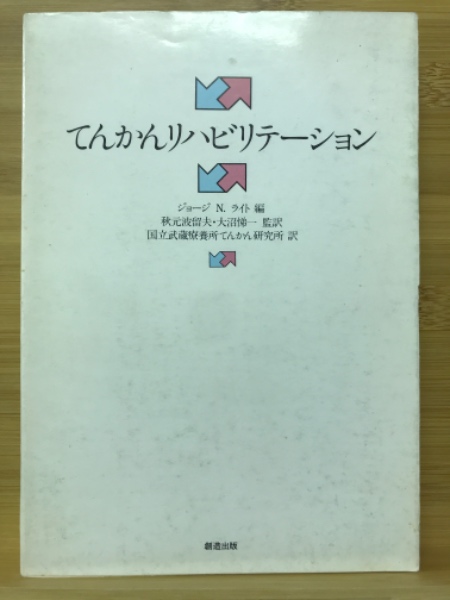 てんかんリハビリテーション
ジョージ N. ライト 編
秋元波留夫・大沼悌一 監訳
国立武蔵療養所てんかん研究所 訳
創造出版